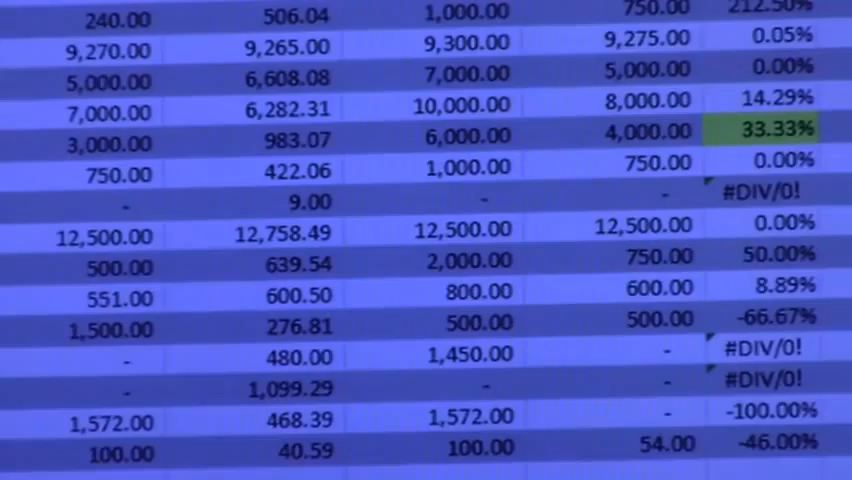 240.00 506.04 1,000.00 750.00 212.50%
9,270.00 9,265.00 9,300.00 9,275.00 0.05%
5,000.00 6,608.08 7,000.00 5,000.00 0.00%
7,000.00 6,282.31 10,000.00 8,000.00 14.29%
3,000.00 983.07 6,000.00 4,000.00 33.33%
750.00 422.06 1,000.00 750.00 0.00%
- 9.00 - - #DIV/0!
12,500.00 12,758.49 12,500.00 12,500.00 0.00%
500.00 639.54 2,000.00 750.00 50.00%
551.00 600.50 800.00 600.00 8.89%
1,500.00 276.81 500.00 500.00 -66.67%
- 480.00 1,450.00 - #DIV/0!
- 1,099.29 - - #DIV/0!
1,572.00 468.39 1,572.00 - -100.00%
100.00 40.59 100.00 54.00 -46.00%